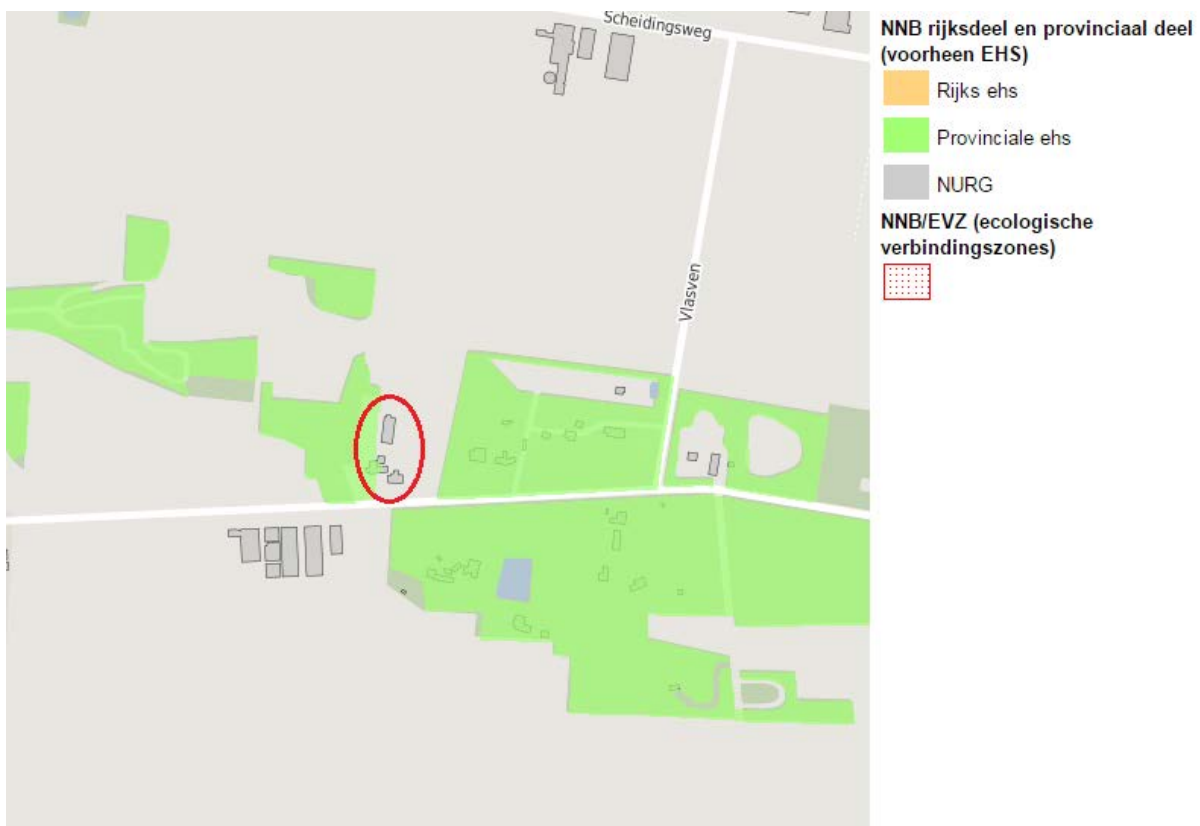 Scheidingsweg
Vlasven
NNB rijksdeel en provinciaal deel
(voorheen EHS)
Rijks ehs
Provinciale ehs
NURG
NNB/EVZ (ecologische
verbindingszones)